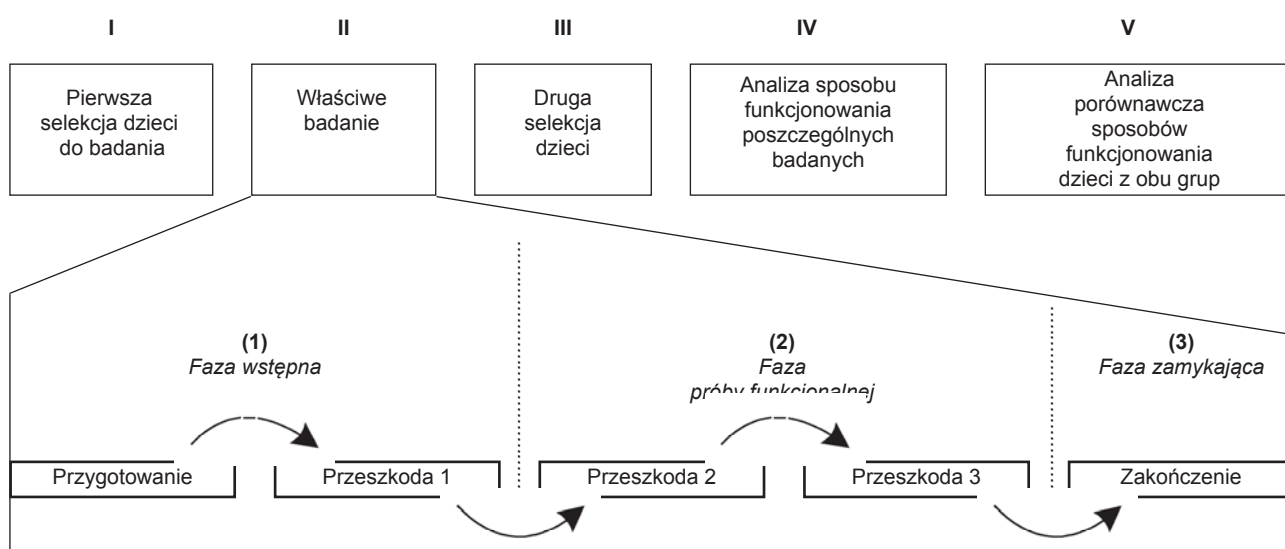 I
II
III
IV
V
Pierwsza
selekcja dzieci
do badania
Właściwe
badanie
Druga
selekcja
dzieci
Analiza sposobu
funkcjonowania
poszczególnych
badanych
Analiza
porównawcza
sposobów
funkcjonowania
dzieci z obu grup
(1)
Faza wstępna
(2)
Faza
próby funkcjonalnej
(3)
Faza zamykająca
Przygotowanie
Przeszkoda 1
Przeszkoda 2
Przeszkoda 3
Zakończenie